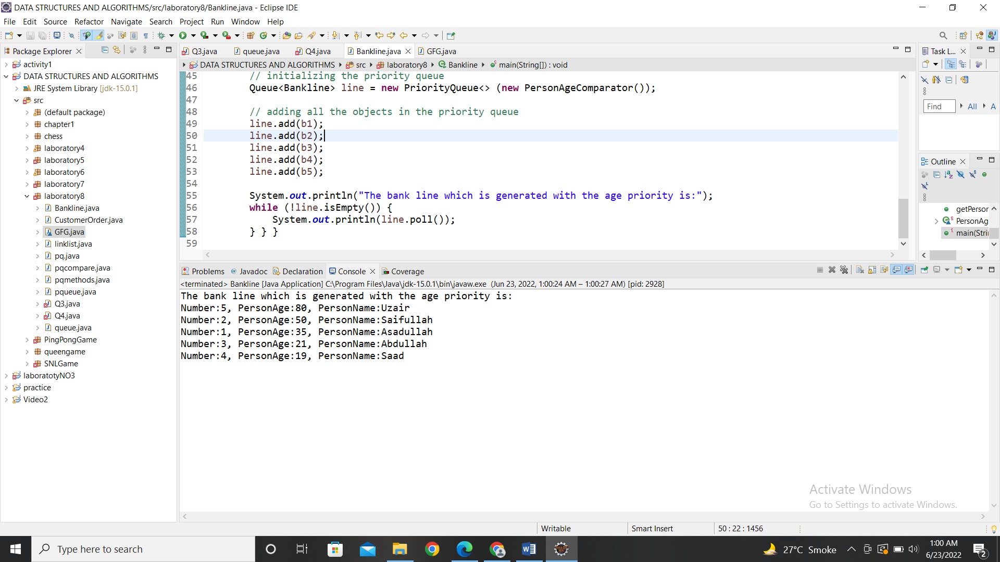 DATA STRUCTURES AND ALGORITHMS/src/laboratory8/Bankline.java - Eclipse IDE
File Edit Source Refactor Navigate Search Project Run Window Help
Package Explorer
activity1
DATA STRUCTURES AND ALGORITHMS
JRE System Library [jdk-15.0.1]
src
(default package)
chapter1
chess
laboratory4
laboratory5
laboratory6
laboratory7
laboratory8
Bankline.java
CustomerOrder.java
GFG.java
linklist.java
pq.java
pqcompare.java
pqmethods.java
pqueue.java
Q3.java
Q4.java
queue.java
PingPongGame
queengame
SNLGame
laboratotyNO3
practice
Video2
Q3.java queue.java Q4.java Bankline.java GFG.java
DATA STRUCTURES AND ALGORITHMS src laboratory8 Bankline main(String[]) : void
45 // initializing the priority queue
46 Queue<Bankline> line = new PriorityQueue<> (new PersonAgeComparator());
47
48 // adding all the objects in the priority queue
49 line.add(b1);
50 line.add(b2);
51 line.add(b3);
52 line.add(b4);
53 line.add(b5);
54
55 System.out.println("The bank line which is generated with the age priority is:");
56 while (!line.isEmpty()) {
57 System.out.println(line.poll());
58 } } }
59
Task L...
Find All A
Outline
getPersor
PersonAg
main(Stri
Problems @ Javadoc Declaration Console Coverage
<terminated> Bankline [Java Application] C:\Program Files\Java\jdk-15.0.1\bin\javaw.exe (Jun 23, 2022, 1:00:24 AM – 1:00:27 AM) [pid: 2928]
The bank line which is generated with the age priority is:
Number:5, PersonAge:80, PersonName:Uzair
Number:2, PersonAge:50, PersonName:Saifullah
Number:1, PersonAge:35, PersonName:Asadullah
Number:3, PersonAge:21, PersonName:Abdullah
Number:4, PersonAge:19, PersonName:Saad
Activate Windows
Go to Settings to activate Windows.
Writable Smart Insert 50 : 22 : 1456
Type here to search
27°C Smoke
1:00 AM
6/23/2022
2